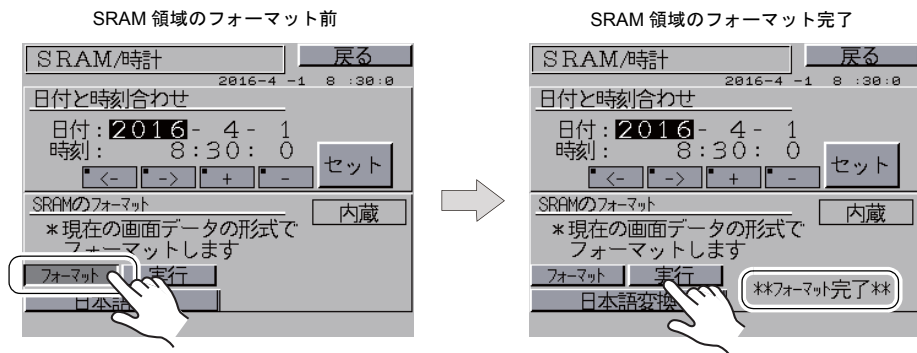 SRAM 領域のフォーマット前
SRAM/時計
戻る
2016-4 -1 8 :30:0
日付と時刻合わせ
日付:2016- 4- 1
時刻: 8:30: 0
セット
<- -> + -
SRAMのフォーマット
内蔵
*現在の画面データの形式で
フォーマットします
フォーマット 実行
日本語
SRAM 領域のフォーマット完了
SRAM/時計
戻る
2016-4 -1 8 :30:0
日付と時刻合わせ
日付:2016- 4- 1
時刻: 8:30: 0
セット
<- -> + -
SRAMのフォーマット
内蔵
*現在の画面データの形式で
フォーマットします
フォーマット 実行
**フォーマット完了**
日本語変換